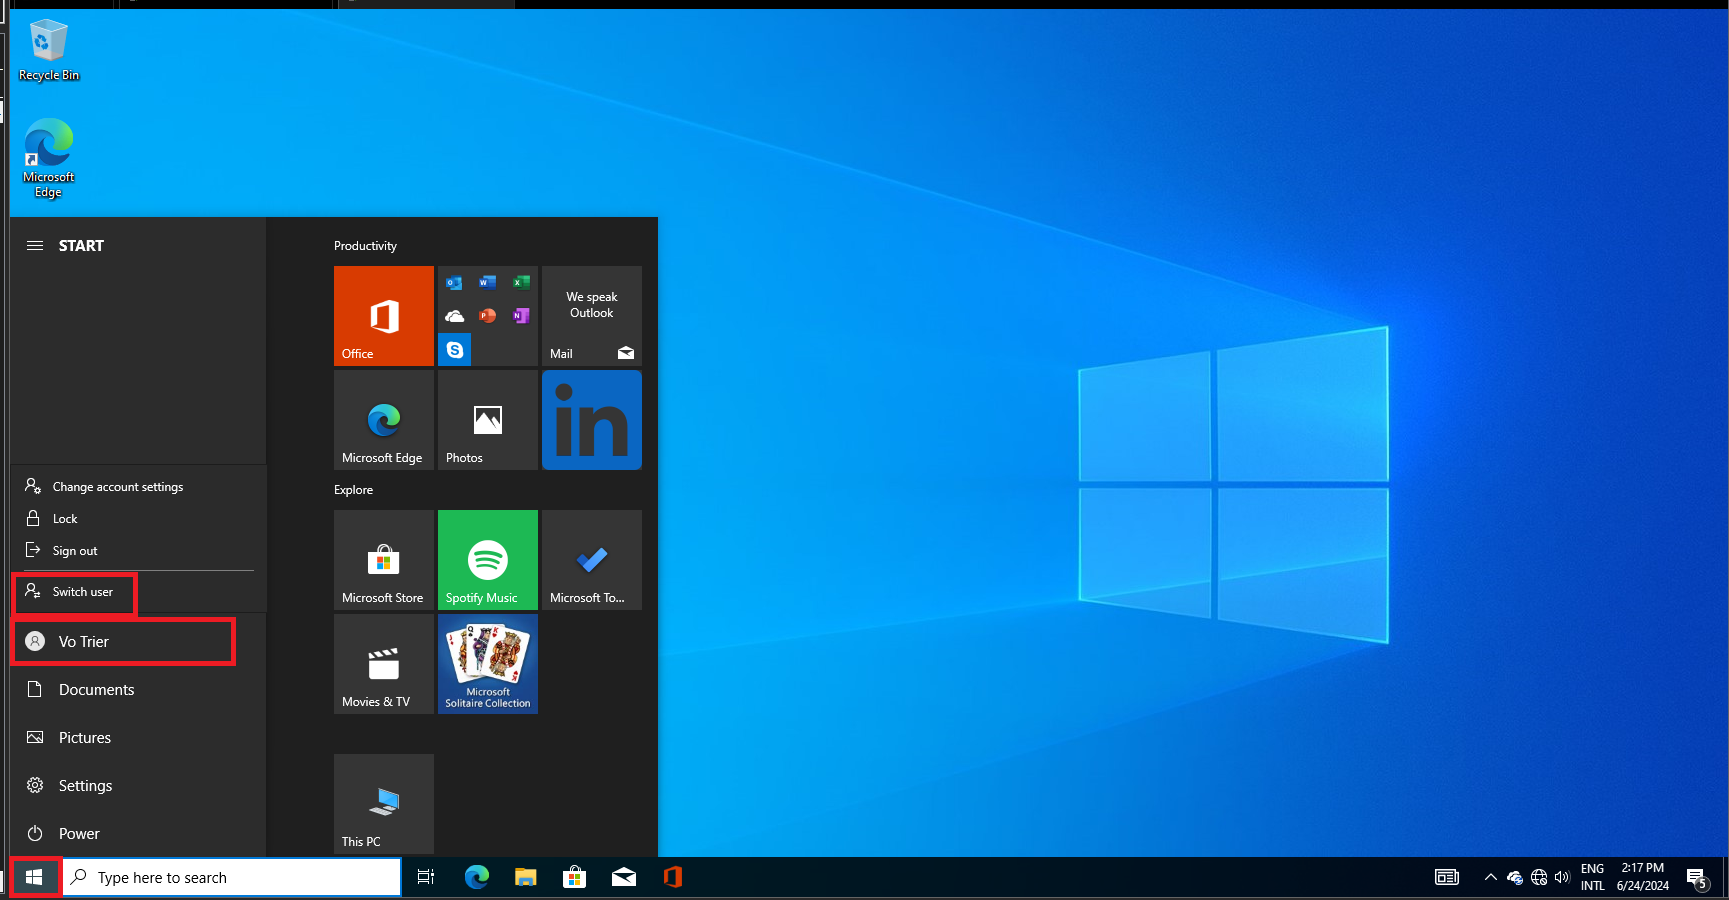 Recycle Bin
Microsoft
Edge
START
Change account settings
Lock
Sign out
Switch user
Vo Trier
Documents
Pictures
Settings
Power
Productivity
Office
We speak
Outlook
Mail
Microsoft Edge
Photos
in
Explore
Microsoft Store
Spotify Music
Microsoft To...
Movies & TV
Microsoft
Solitaire Collection
This PC
Type here to search
ENG
INTL
2:17 PM
6/24/2024
5